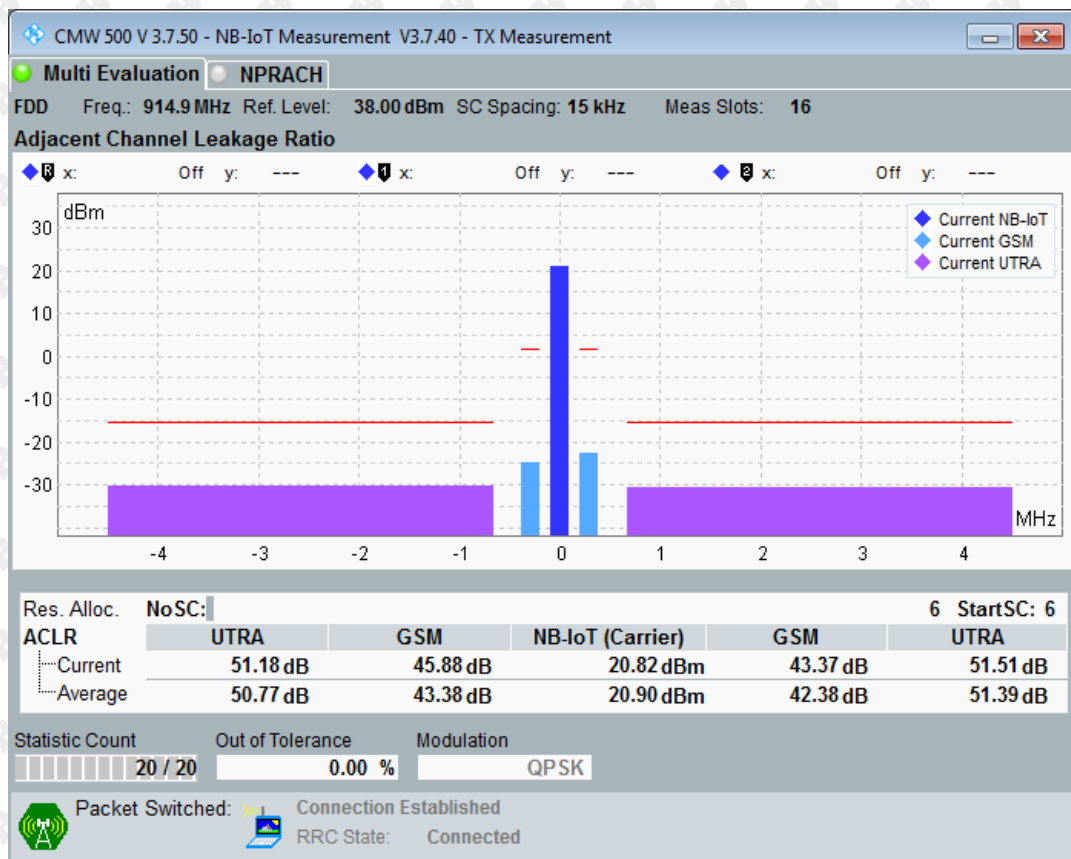 CMW 500 V 3.7.50 - NB-IoT Measurement V3.7.40 - TX Measurement
Multi Evaluation NPRACH
FDD Freq.: 914.9 MHz Ref. Level: 38.00 dBm SC Spacing: 15 kHz Meas Slots: 16
Adjacent Channel Leakage Ratio
R x: Off y: --- 1 x: Off y: --- 2 x: Off y: ---
dBm
30
20
10
0
-10
-20
-30
Current NB-IoT
Current GSM
Current UTRA
MHz
-4 -3 -2 -1 0 1 2 3 4
Res. Alloc. NoSC: 6 StartSC: 6
ACLR UTRA GSM NB-IoT (Carrier) GSM UTRA
Current 51.18 dB 45.88 dB 20.82 dBm 43.37 dB 51.51 dB
Average 50.77 dB 43.38 dB 20.90 dBm 42.38 dB 51.39 dB
Statistic Count Out of Tolerance Modulation
20 / 20 0.00 % QPSK
Packet Switched: Connection Established
RRC State: Connected